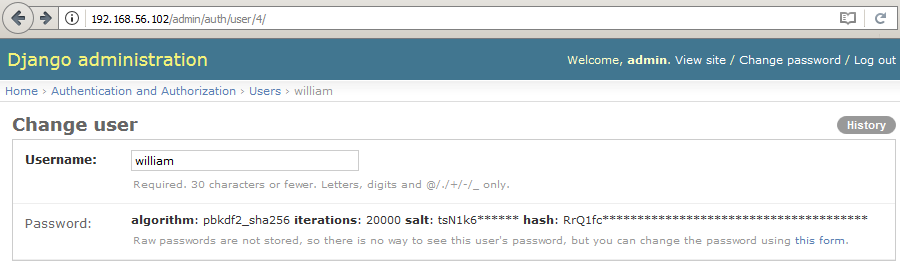 192.168.56.102/admin/auth/user/4/
Django administration
Welcome, admin. View site / Change password / Log out
Home › Authentication and Authorization › Users › william
Change user
History
Username: william
Required. 30 characters or fewer. Letters, digits and @/./+/-/_ only.
Password: algorithm: pbkdf2_sha256 iterations: 20000 salt: tsN1k6****** hash: RrQ1fc**************************************
Raw passwords are not stored, so there is no way to see this user's password, but you can change the password using this form.